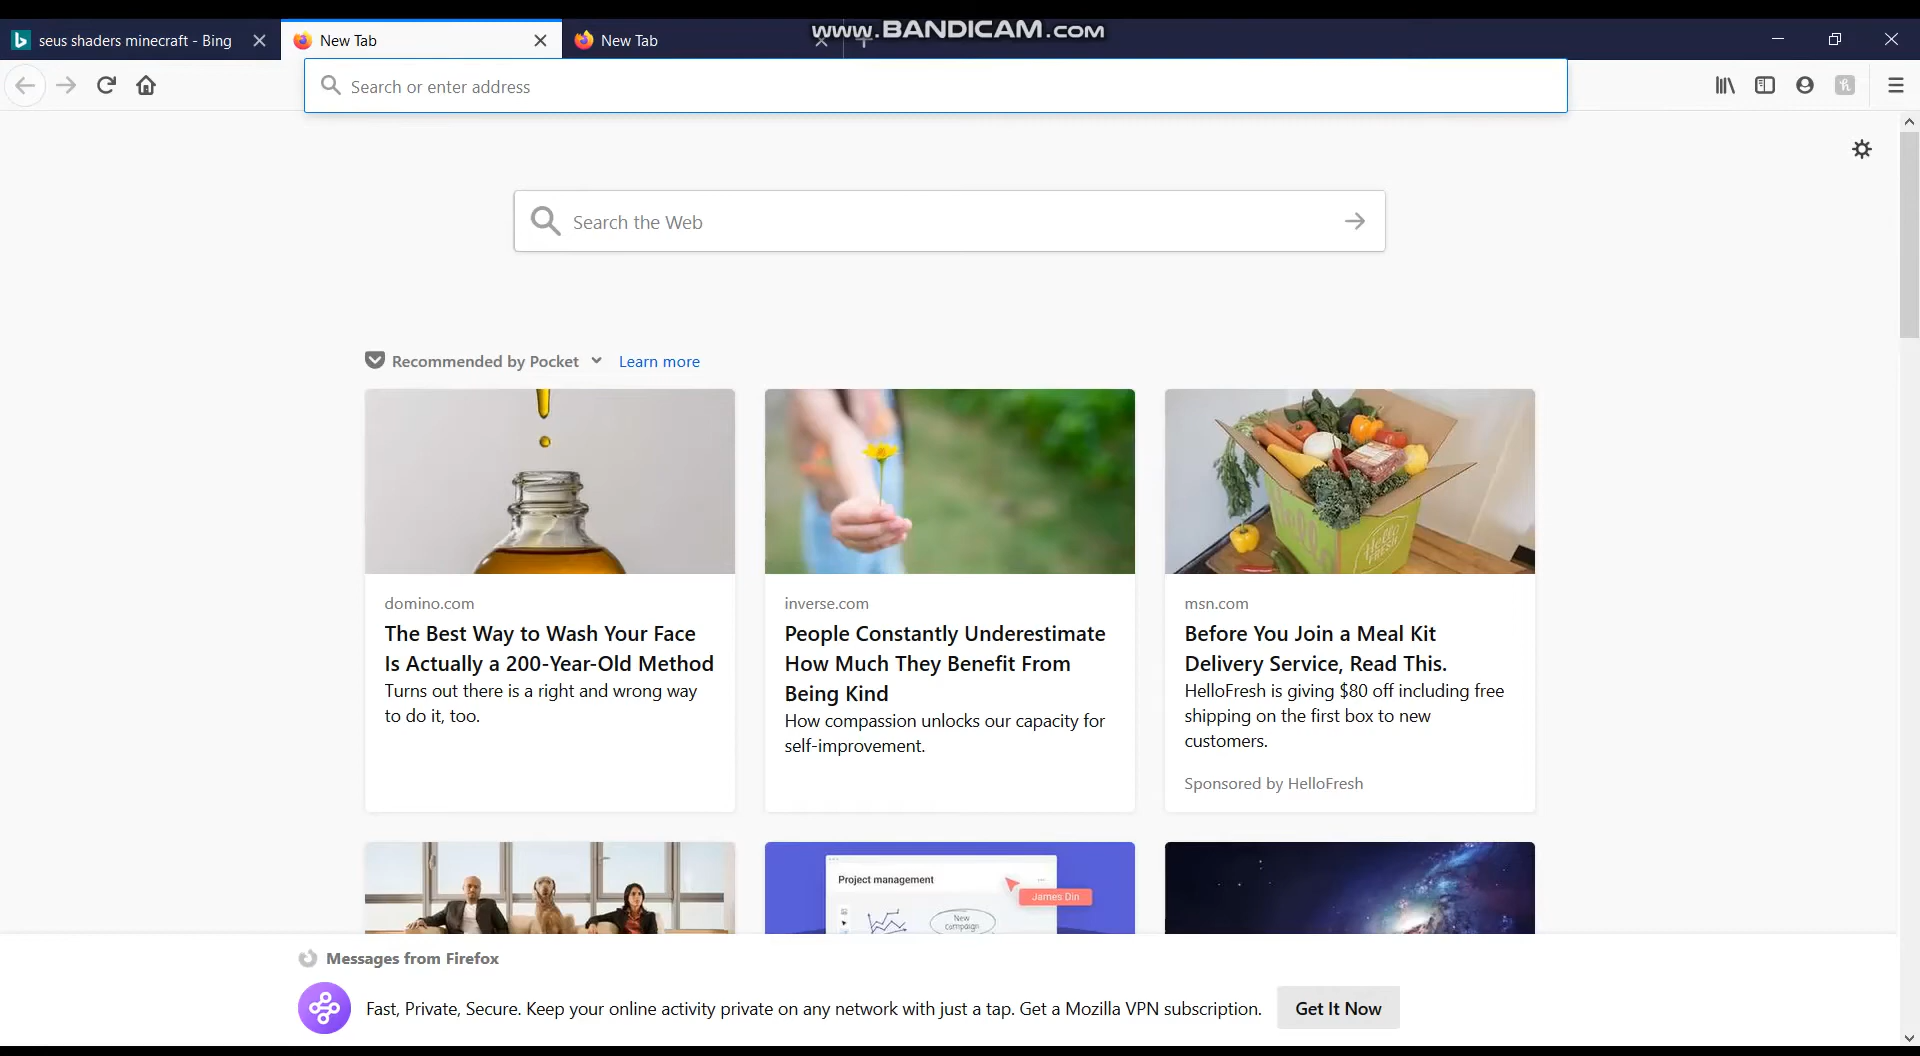 www.BANDICAM.com
seus shaders minecraft - Bing
New Tab
New Tab
Search or enter address
Search the Web
Recommended by Pocket
Learn more
domino.com
The Best Way to Wash Your Face
Is Actually a 200-Year-Old Method
Turns out there is a right and wrong way
to do it, too.
inverse.com
People Constantly Underestimate
How Much They Benefit From
Being Kind
How compassion unlocks our capacity for
self-improvement.
msn.com
Before You Join a Meal Kit
Delivery Service, Read This.
HelloFresh is giving $80 off including free
shipping on the first box to new
customers.
Sponsored by HelloFresh
HELLO
FRESH
Project management
James Din
New
campaign
Messages from Firefox
Fast, Private, Secure. Keep your online activity private on any network with just a tap. Get a Mozilla VPN subscription.
Get It Now